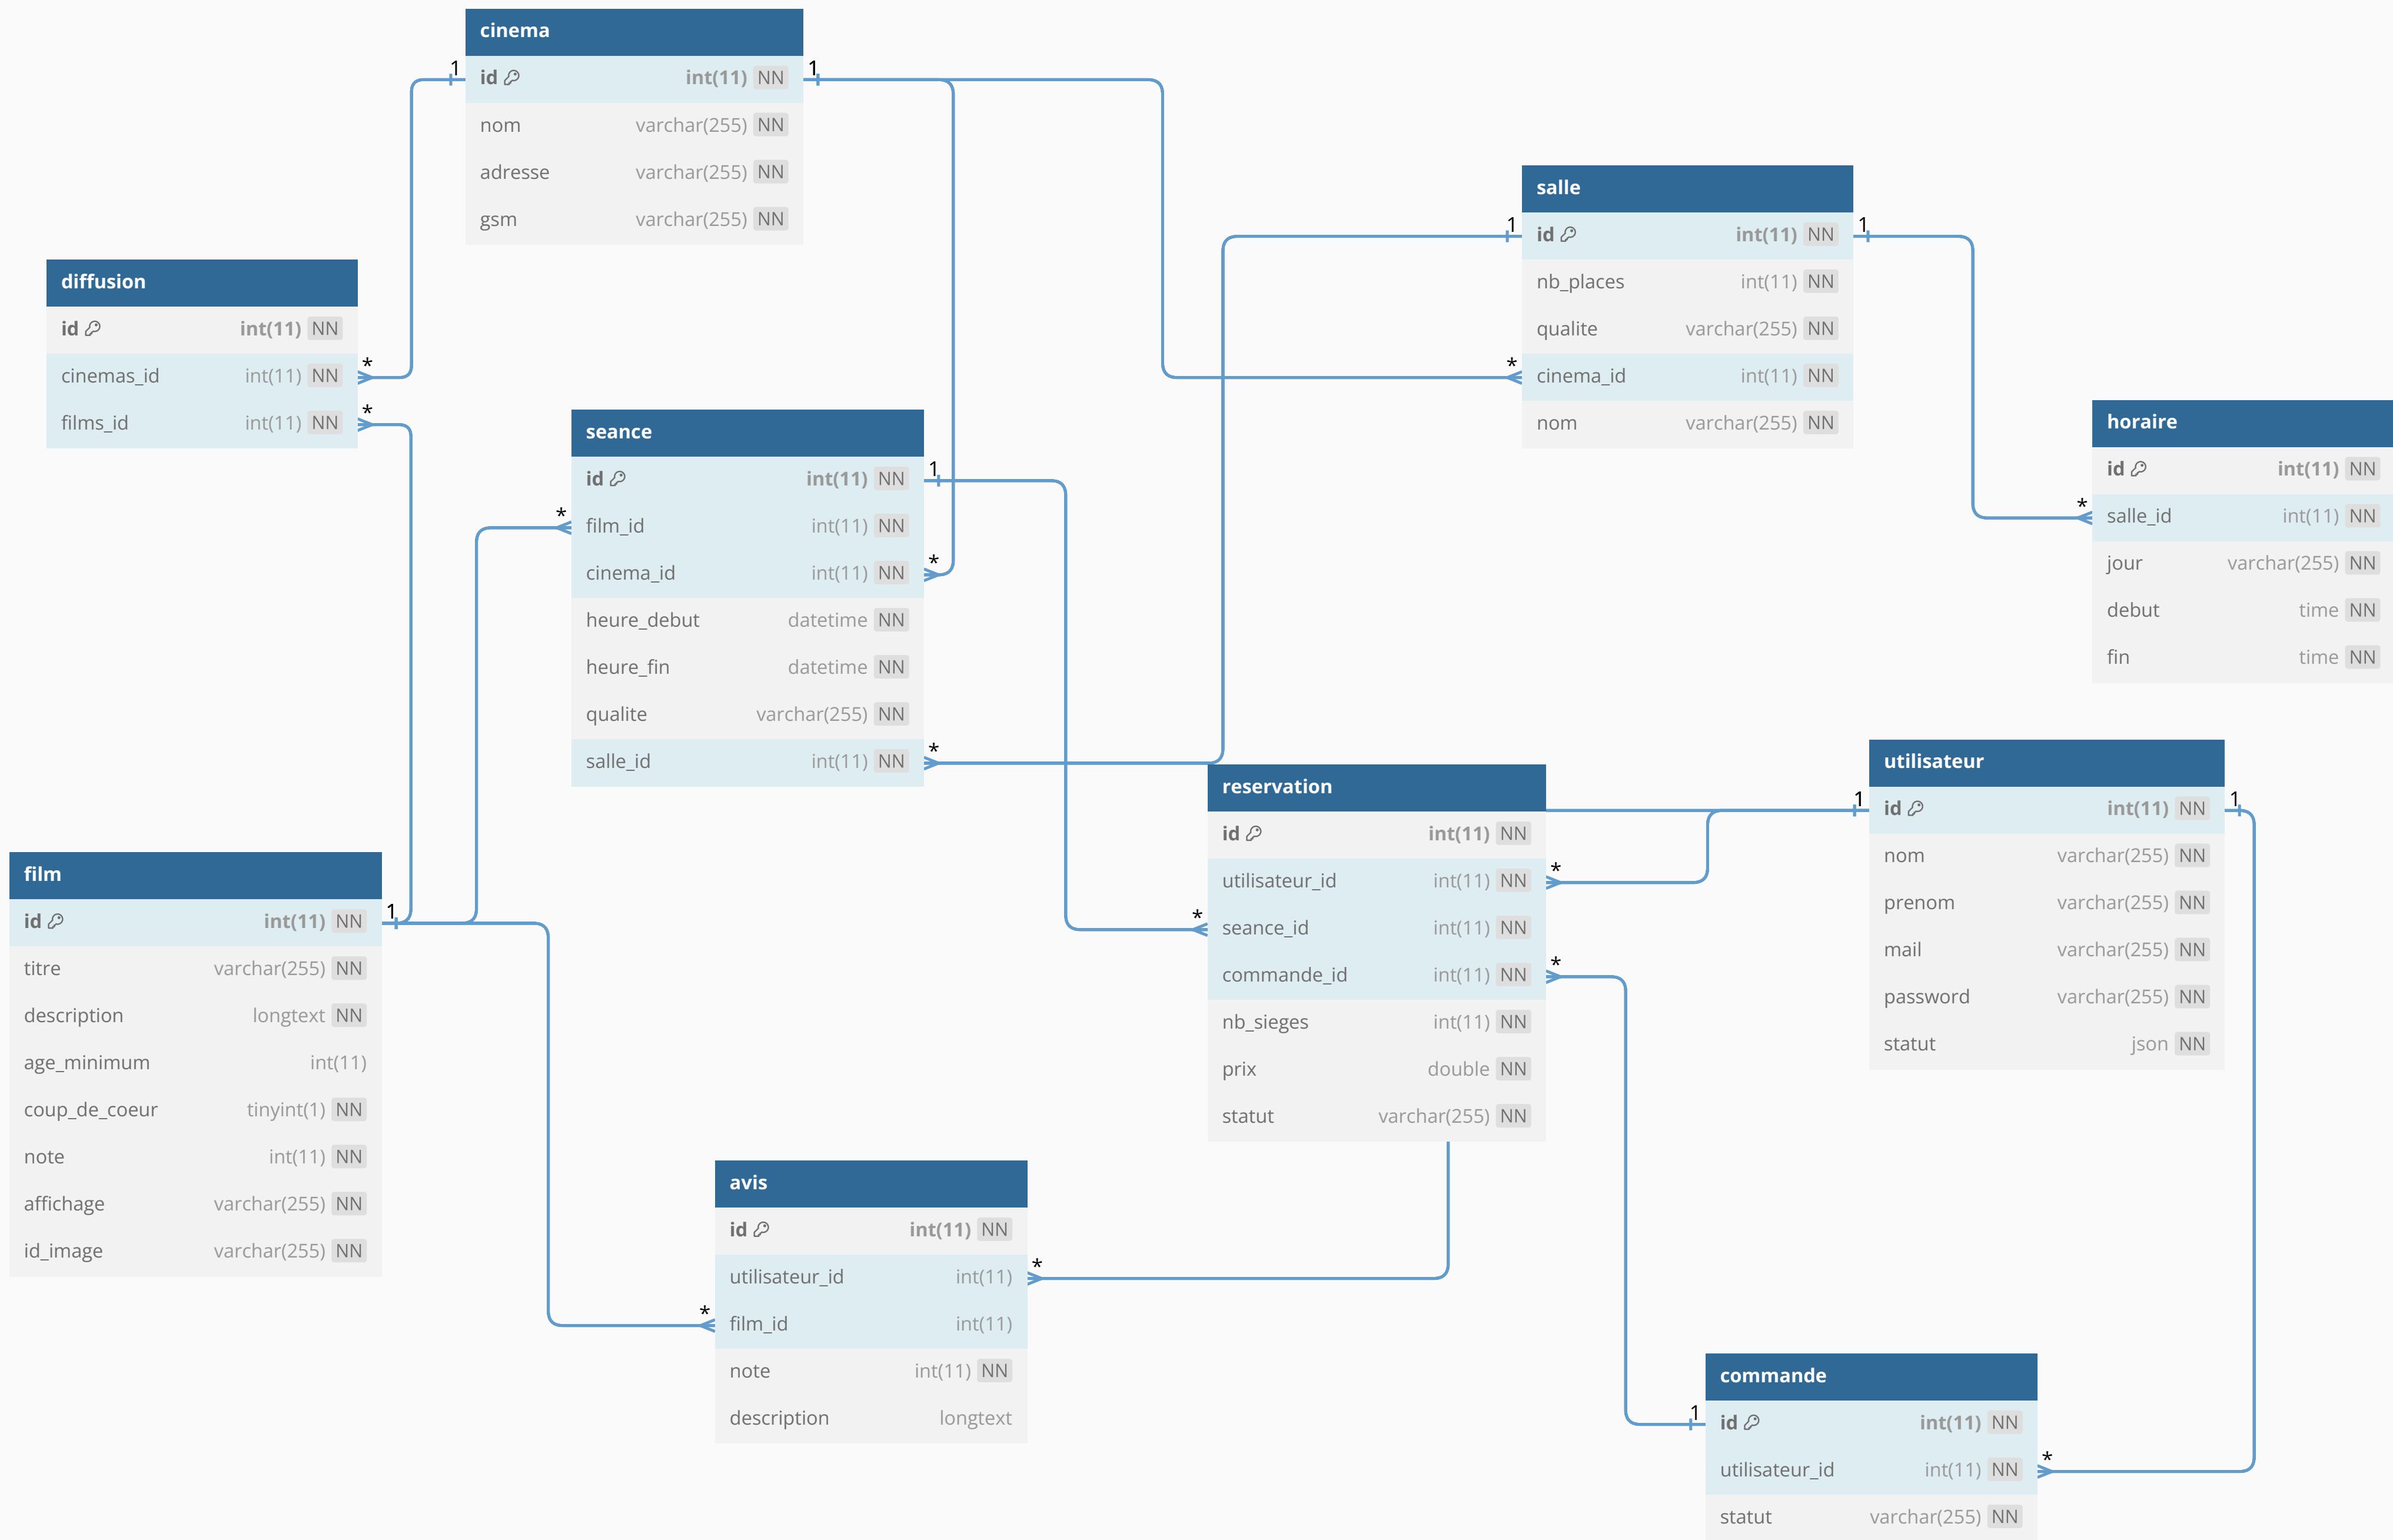 cinema
1 id int(11) NN 1
nom varchar(255) NN
adresse varchar(255) NN
gsm varchar(255) NN
salle
1 id int(11) NN 1
nb_places int(11) NN
qualite varchar(255) NN
* cinema_id int(11) NN
nom varchar(255) NN
diffusion
id int(11) NN
cinemas_id int(11) NN *
films_id int(11) NN *
seance
id int(11) NN 1
* film_id int(11) NN
cinema_id int(11) NN *
heure_debut datetime NN
heure_fin datetime NN
qualite varchar(255) NN
salle_id int(11) NN *
horaire
id int(11) NN
* salle_id int(11) NN
jour varchar(255) NN
debut time NN
fin time NN
reservation
id int(11) NN
utilisateur_id int(11) NN *
* seance_id int(11) NN
commande_id int(11) NN *
nb_sieges int(11) NN
prix double NN
statut varchar(255) NN
utilisateur
1 id int(11) NN 1
nom varchar(255) NN
prenom varchar(255) NN
mail varchar(255) NN
password varchar(255) NN
statut json NN
film
id int(11) NN 1
titre varchar(255) NN
description longtext NN
age_minimum int(11)
coup_de_coeur tinyint(1) NN
note int(11) NN
affichage varchar(255) NN
id_image varchar(255) NN
avis
id int(11) NN
utilisateur_id int(11) *
* film_id int(11)
note int(11) NN
description longtext
commande
1 id int(11) NN
utilisateur_id int(11) NN *
statut varchar(255) NN